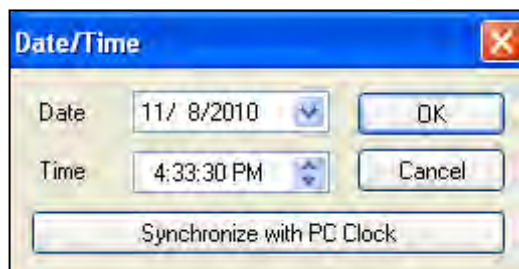 Date/Time
Date 11/ 8/2010 OK
Time 4:33:30 PM Cancel
Synchronize with PC Clock